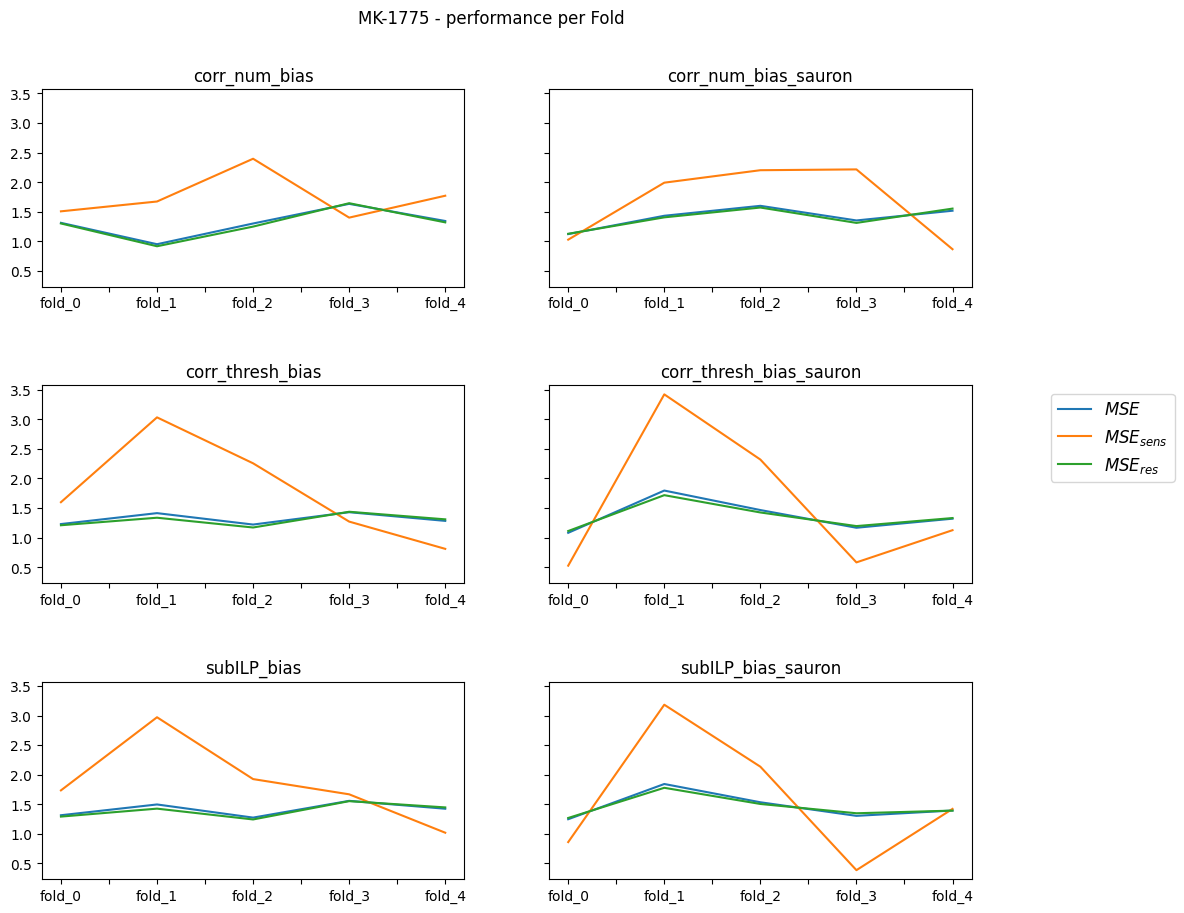 MK-1775 - performance per Fold
corr_num_bias
3.5
3.0
2.5
2.0
1.5
1.0
0.5
fold_0 fold_1 fold_2 fold_3 fold_4
corr_num_bias_sauron
fold_0 fold_1 fold_2 fold_3 fold_4
corr_thresh_bias
3.5
3.0
2.5
2.0
1.5
1.0
0.5
fold_0 fold_1 fold_2 fold_3 fold_4
corr_thresh_bias_sauron
fold_0 fold_1 fold_2 fold_3 fold_4
MSE
MSE_sens
MSE_res
subILP_bias
3.5
3.0
2.5
2.0
1.5
1.0
0.5
fold_0 fold_1 fold_2 fold_3 fold_4
subILP_bias_sauron
fold_0 fold_1 fold_2 fold_3 fold_4